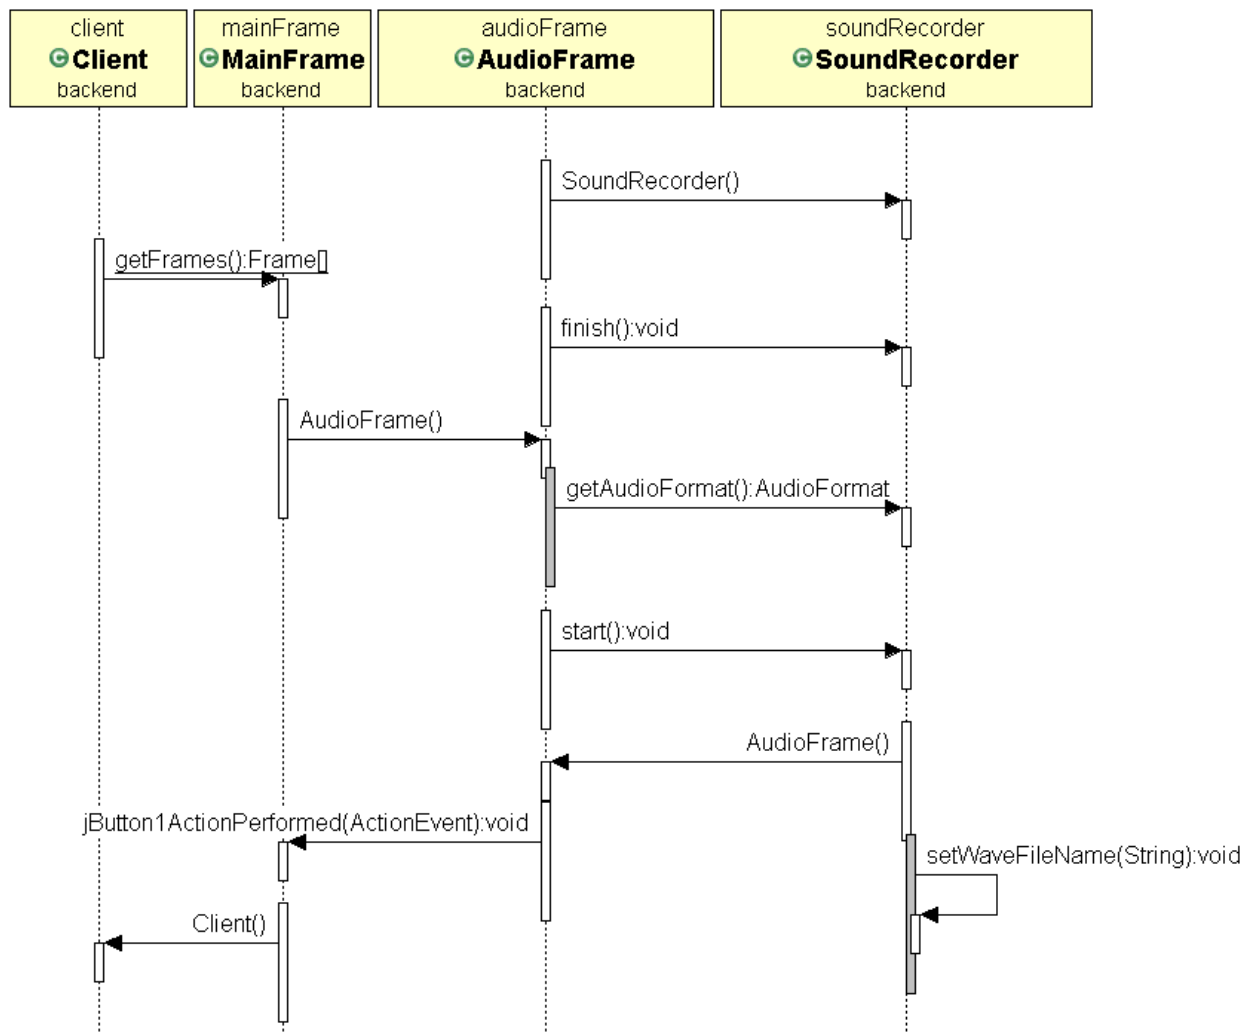 client
Client
backend
mainFrame
MainFrame
backend
audioFrame
AudioFrame
backend
soundRecorder
SoundRecorder
backend
SoundRecorder()
getFrames():Frame[]
finish():void
AudioFrame()
getAudioFormat():AudioFormat
start():void
AudioFrame()
jButton1ActionPerformed(ActionEvent):void
setWaveFileName(String):void
Client()